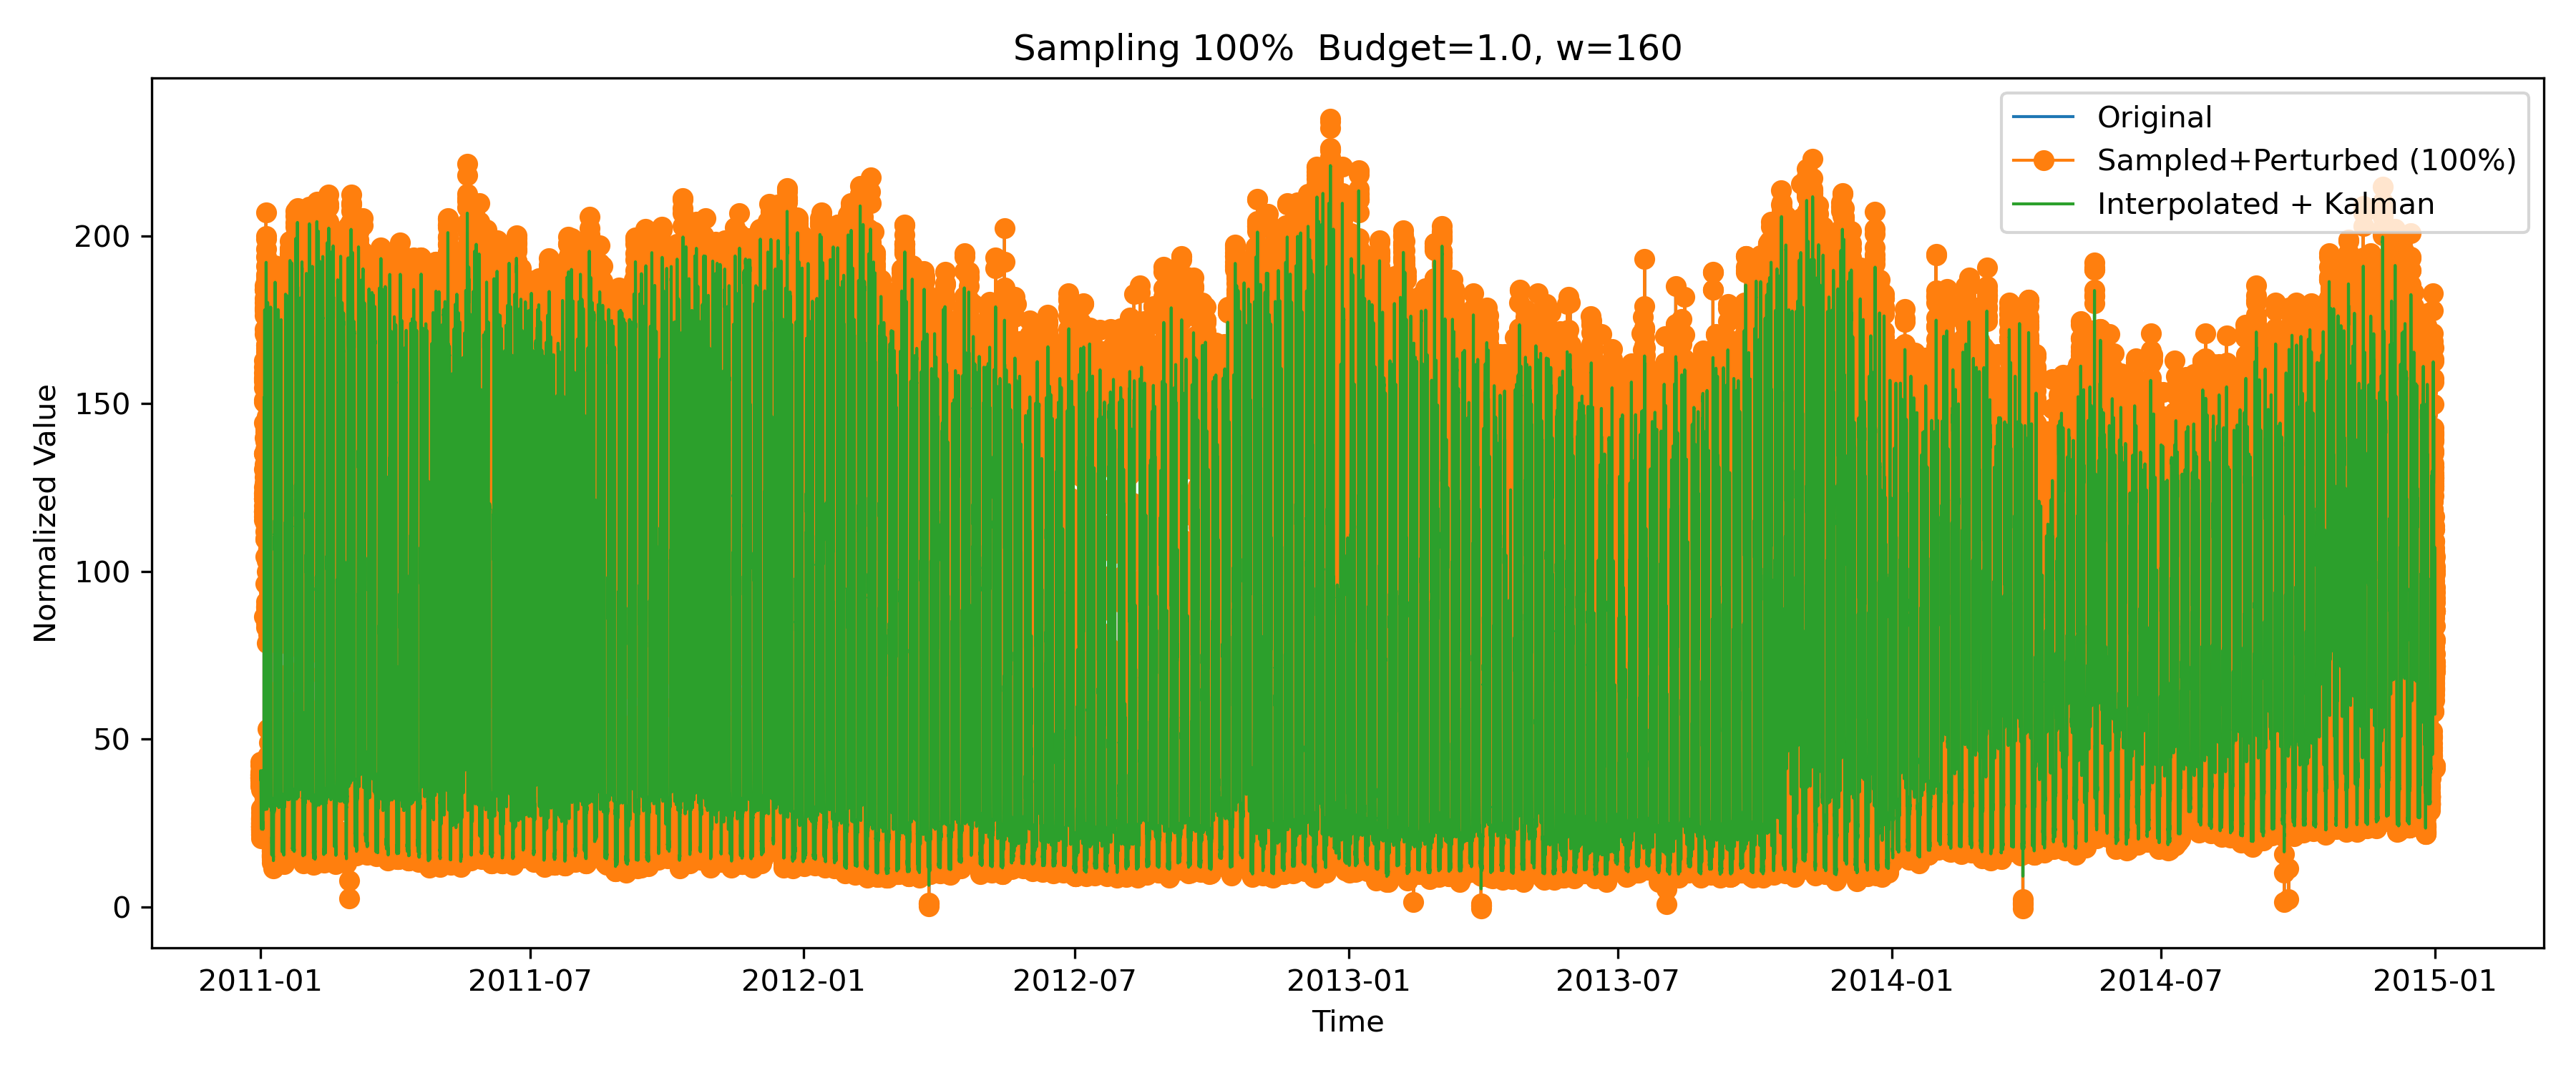 Sampling 100%  Budget=1.0, w=160
Original
Sampled+Perturbed (100%)
Interpolated + Kalman
Normalized Value
200
150
100
50
0
2011-01 2011-07 2012-01 2012-07 2013-01 2013-07 2014-01 2014-07 2015-01
Time